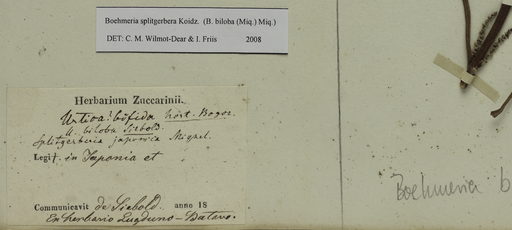 Boehmeria splitgerbera Koidz. (B. biloba (Miq.) Miq.)
DET: C. M. Wilmot-Dear & I. Friis 2008
Herbarium Zuccarinii.
Urtica bifida hort. Bogor.
U. biloba Siebold.
Splitgerbera japonica Miquel.
Legit. in Japonia et
Communicavit de Siebold. anno 18
Ex herbario Lugduno-Batavo.
Boehmeria b